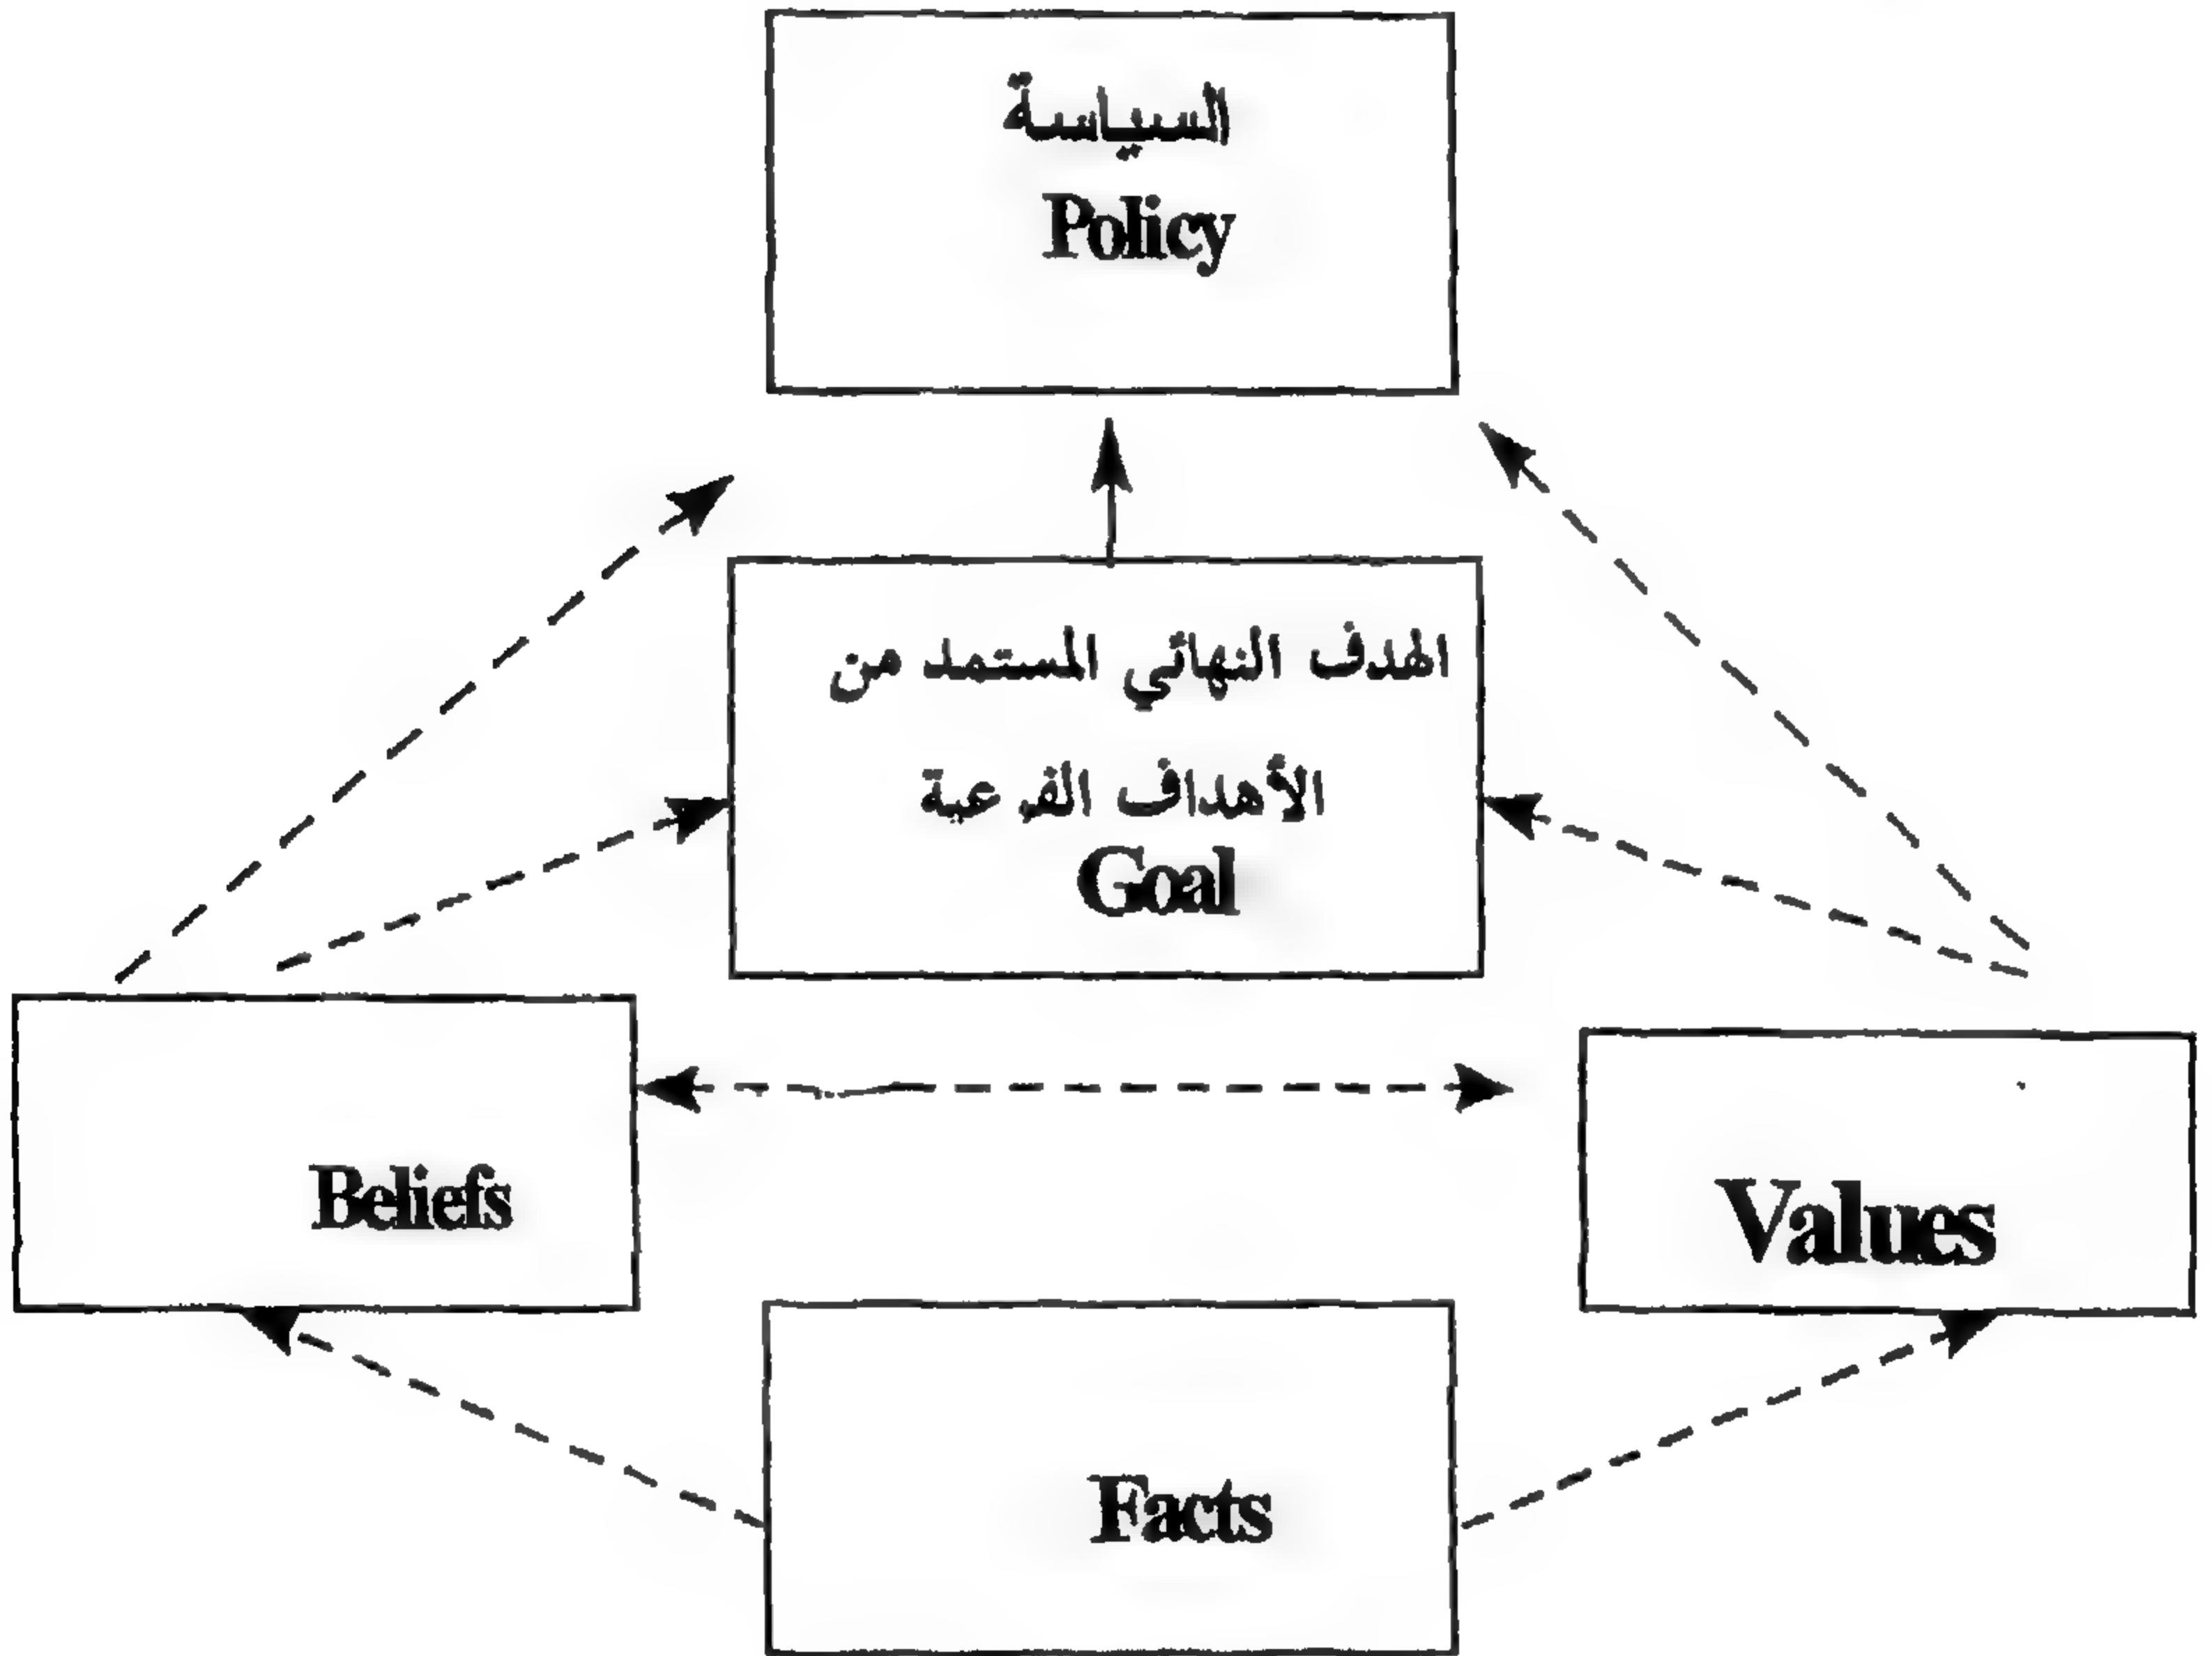 السياسة
Policy
الهدف النهائي المستمد من
الأهداف الفرعية
Goal
Beliefs
Values
Facts